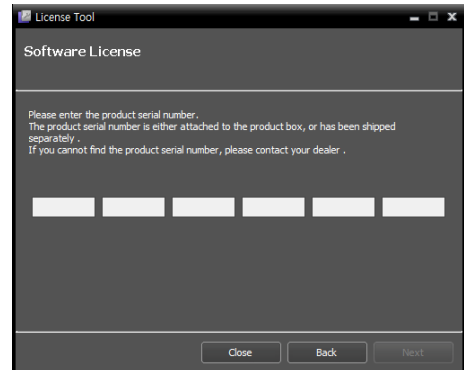 License Tool
Software License
Please enter the product serial number.
The product serial number is either attached to the product box, or has been shipped
separately .
If you cannot find the product serial number, please contact your dealer .
Close Back Next